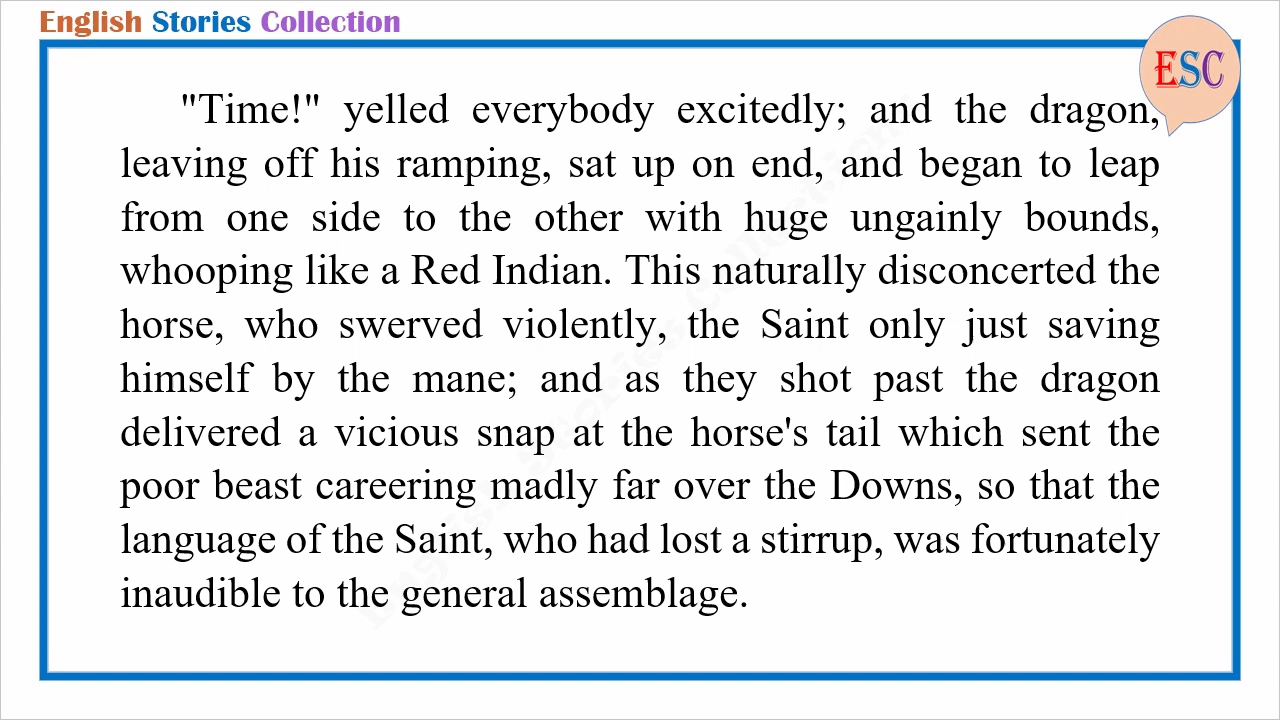 English Stories Collection
ESC
"Time!" yelled everybody excitedly; and the dragon,
leaving off his ramping, sat up on end, and began to leap
from one side to the other with huge ungainly bounds,
whooping like a Red Indian. This naturally disconcerted the
horse, who swerved violently, the Saint only just saving
himself by the mane; and as they shot past the dragon
delivered a vicious snap at the horse's tail which sent the
poor beast careering madly far over the Downs, so that the
language of the Saint, who had lost a stirrup, was fortunately
inaudible to the general assemblage.
English Stories Collection